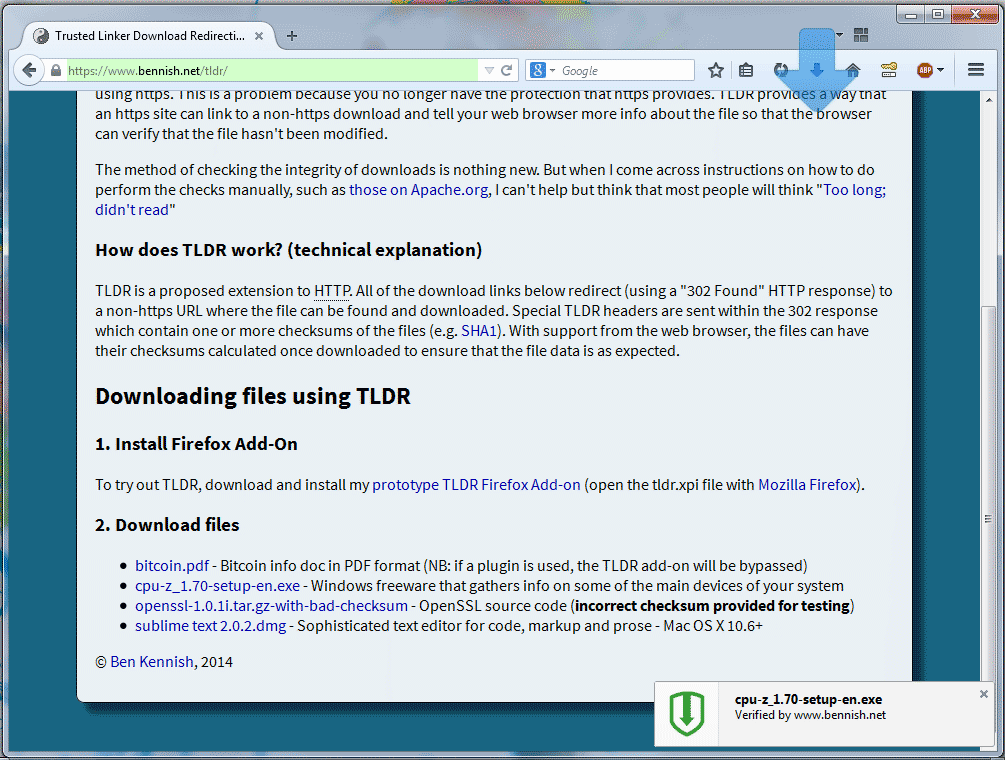 Trusted Linker Download Redirecti...
https://www.bennish.net/tldr/
Google
ABP
using https. This is a problem because you no longer have the protection that https provides. TLDR provides a way that
an https site can link to a non-https download and tell your web browser more info about the file so that the browser
can verify that the file hasn't been modified.
The method of checking the integrity of downloads is nothing new. But when I come across instructions on how to do
perform the checks manually, such as those on Apache.org, I can't help but think that most people will think "Too long;
didn't read"
How does TLDR work? (technical explanation)
TLDR is a proposed extension to HTTP. All of the download links below redirect (using a "302 Found" HTTP response) to
a non-https URL where the file can be found and downloaded. Special TLDR headers are sent within the 302 response
which contain one or more checksums of the files (e.g. SHA1). With support from the web browser, the files can have
their checksums calculated once downloaded to ensure that the file data is as expected.
Downloading files using TLDR
1. Install Firefox Add-On
To try out TLDR, download and install my prototype TLDR Firefox Add-on (open the tldr.xpi file with Mozilla Firefox).
2. Download files
• bitcoin.pdf - Bitcoin info doc in PDF format (NB: if a plugin is used, the TLDR add-on will be bypassed)
• cpu-z_1.70-setup-en.exe - Windows freeware that gathers info on some of the main devices of your system
• openssl-1.0.1i.tar.gz-with-bad-checksum - OpenSSL source code (incorrect checksum provided for testing)
• sublime text 2.0.2.dmg - Sophisticated text editor for code, markup and prose - Mac OS X 10.6+
© Ben Kennish, 2014
cpu-z_1.70-setup-en.exe
Verified by www.bennish.net